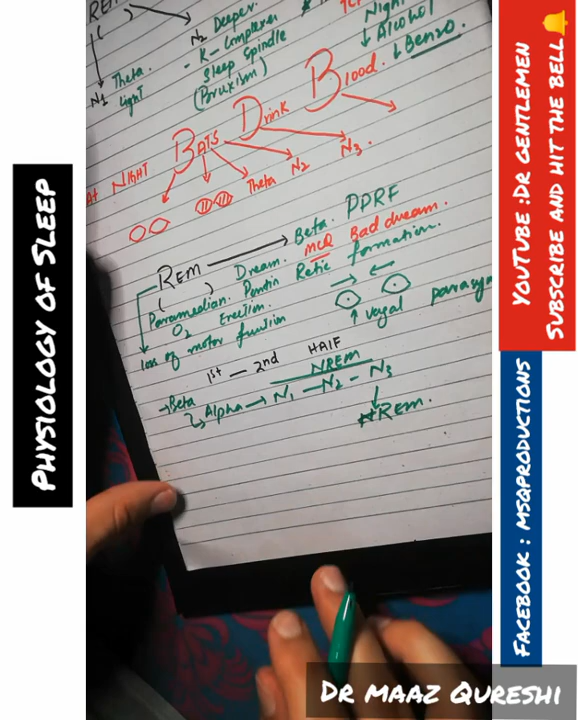 Physiology of Sleep
YouTube :Dr Gentlemen
Subscribe and hit the bell🔔
Facebook : msqproductions
Dr Maaz Qureshi
Deeper
N2
- K-Complexes
Sleep Spindle
(Bruxism)
Theta.
N1 light
Night
↓ Alcohol
↓ Benzo.
At NIGHT BATS Drink Blood.
Theta N2 N3.
REM → Beta. PPRF
( ) Dream. MCQ Bad dream.
Paramedian. Pontin Retic formation.
O2 Erection.
loss of motor function ↑ vagal parasym
1st — 2nd HAlF
NREM
→Beta
Alpha → N1 — N2 - N3
Rem.